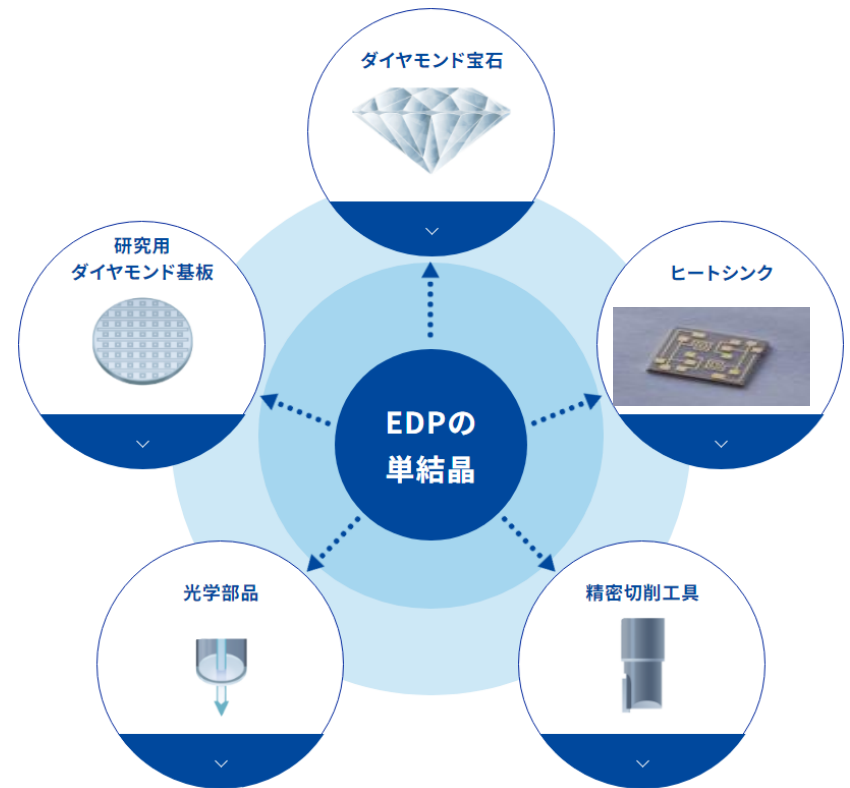 ダイヤモンド宝石
研究用
ダイヤモンド基板
ヒートシンク
EDPの
単結晶
光学部品
精密切削工具